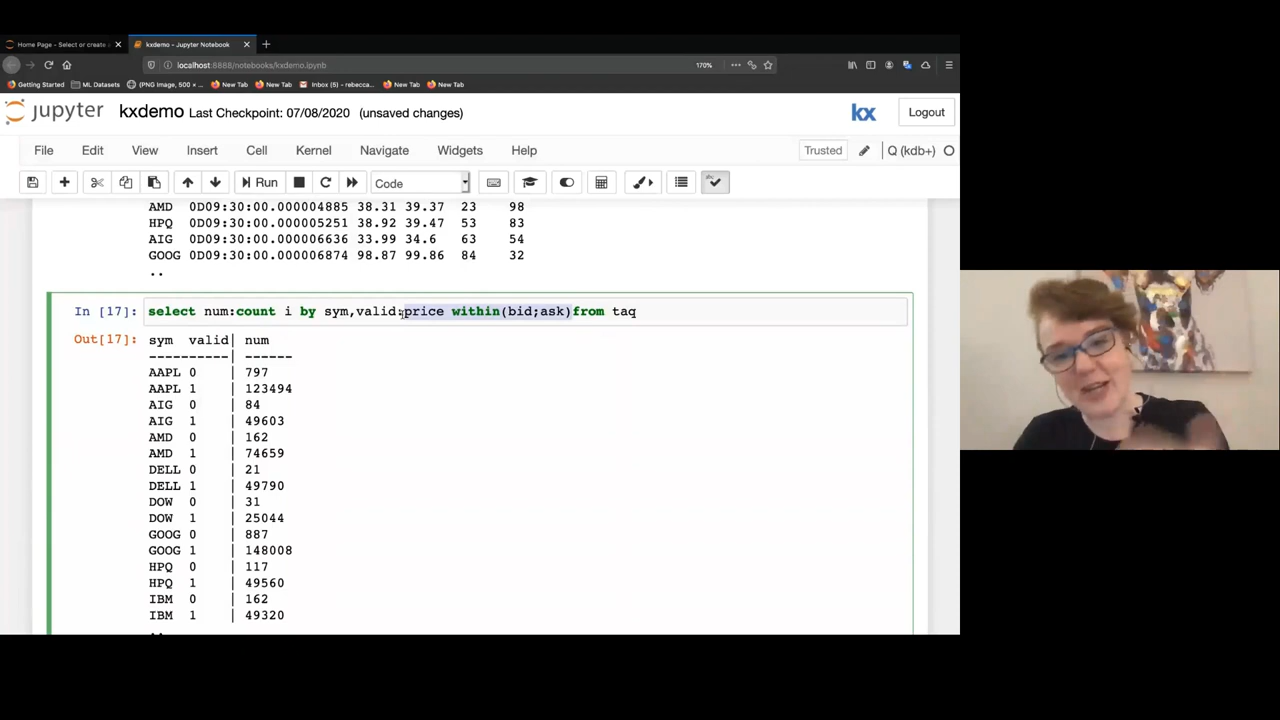 Home Page - Select or create
kxdemo - Jupyter Notebook
localhost:8888/notebooks/kxdemo.ipynb
170%
Getting Started ML Datasets (PNG Image, 500 × ... New Tab New Tab Inbox (5) - rebecca... New Tab New Tab
jupyter kxdemo Last Checkpoint: 07/08/2020 (unsaved changes) kx Logout
File Edit View Insert Cell Kernel Navigate Widgets Help Trusted Q (kdb+)
Run Code
AMD 0D09:30:00.000004885 38.31 39.37 23 98
HPQ 0D09:30:00.000005251 38.92 39.47 53 83
AIG 0D09:30:00.000006636 33.99 34.6 63 54
GOOG 0D09:30:00.000006874 98.87 99.86 84 32
..
In [17]: select num:count i by sym,valid:price within(bid;ask)from taq
Out[17]: sym valid| num
----------| ------
AAPL 0 | 797
AAPL 1 | 123494
AIG 0 | 84
AIG 1 | 49603
AMD 0 | 162
AMD 1 | 74659
DELL 0 | 21
DELL 1 | 49790
DOW 0 | 31
DOW 1 | 25044
GOOG 0 | 887
GOOG 1 | 148008
HPQ 0 | 117
HPQ 1 | 49560
IBM 0 | 162
IBM 1 | 49320
..